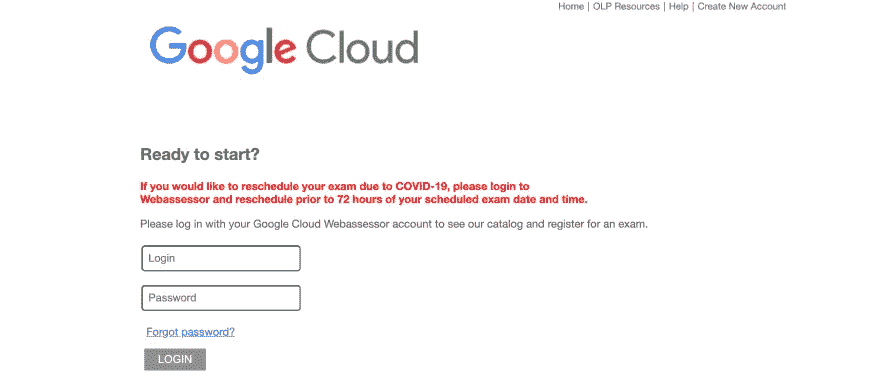 Home | OLP Resources | Help | Create New Account
Google Cloud
Ready to start?
If you would like to reschedule your exam due to COVID-19, please login to
Webassessor and reschedule prior to 72 hours of your scheduled exam date and time.
Please log in with your Google Cloud Webassessor account to see our catalog and register for an exam.
Login
Password
Forgot password?
LOGIN